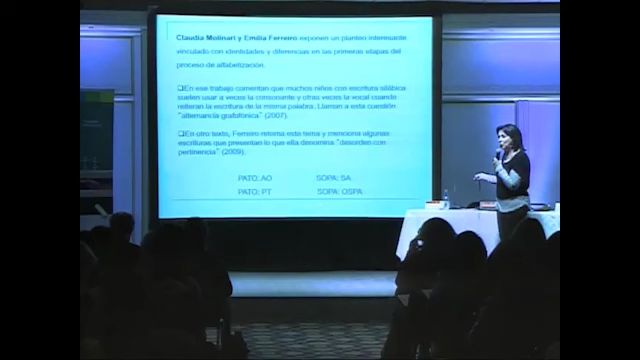 Claudia Molinari y Emilia Ferreiro exponen un planteo interesante
vinculado con identidades y diferencias en las primeras etapas del
proceso de alfabetización.
❑En ese trabajo comentan que muchos niños con escritura silábica
suelen usar a veces la consonante y otras veces la vocal cuando
reiteran la escritura de la misma palabra. Llaman a esta cuestión
"alternancia grafofónica" (2007).
❑En otro texto, Ferreiro retoma este tema y menciona algunas
escrituras que presentan lo que ella denomina "desorden con
pertinencia" (2009).
PATO: AO SOPA: SA
PATO: PT SOPA: OSPA